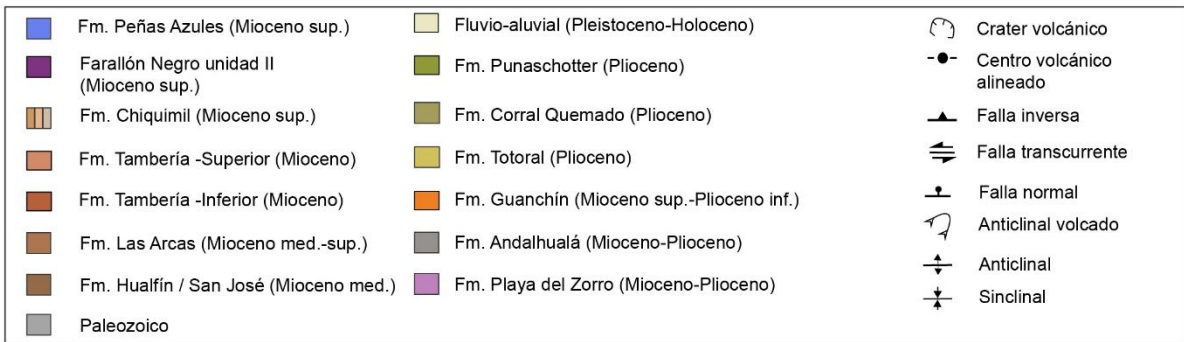 Fm. Peñas Azules (Mioceno sup.)
Farallón Negro unidad II
(Mioceno sup.)
Fm. Chiquimil (Mioceno sup.)
Fm. Tambería -Superior (Mioceno)
Fm. Tambería -Inferior (Mioceno)
Fm. Las Arcas (Mioceno med.-sup.)
Fm. Hualfín / San José (Mioceno med.)
Paleozoico
Fluvio-aluvial (Pleistoceno-Holoceno)
Fm. Punaschotter (Plioceno)
Fm. Corral Quemado (Plioceno)
Fm. Totoral (Plioceno)
Fm. Guanchín (Mioceno sup.-Plioceno inf.)
Fm. Andalhualá (Mioceno-Plioceno)
Fm. Playa del Zorro (Mioceno-Plioceno)
Crater volcánico
Centro volcánico
alineado
Falla inversa
Falla transcurrente
Falla normal
Anticlinal volcado
Anticlinal
Sinclinal